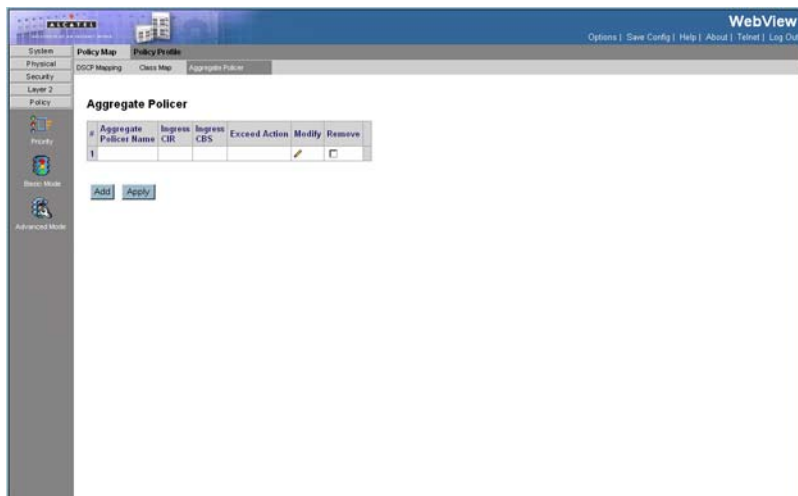 ALCATEL
WebView
Options | Save Config | Help | About | Telnet | Log Out
System
Physical
Security
Layer 2
Policy
Priority
Basic Mode
Advanced Mode
Policy Map
Policy Profile
DSCP Mapping
Class Map
Aggregate Policer
Aggregate Policer
# Aggregate Policer Name Ingress CIR Ingress CBS Exceed Action Modify Remove
1
Add
Apply